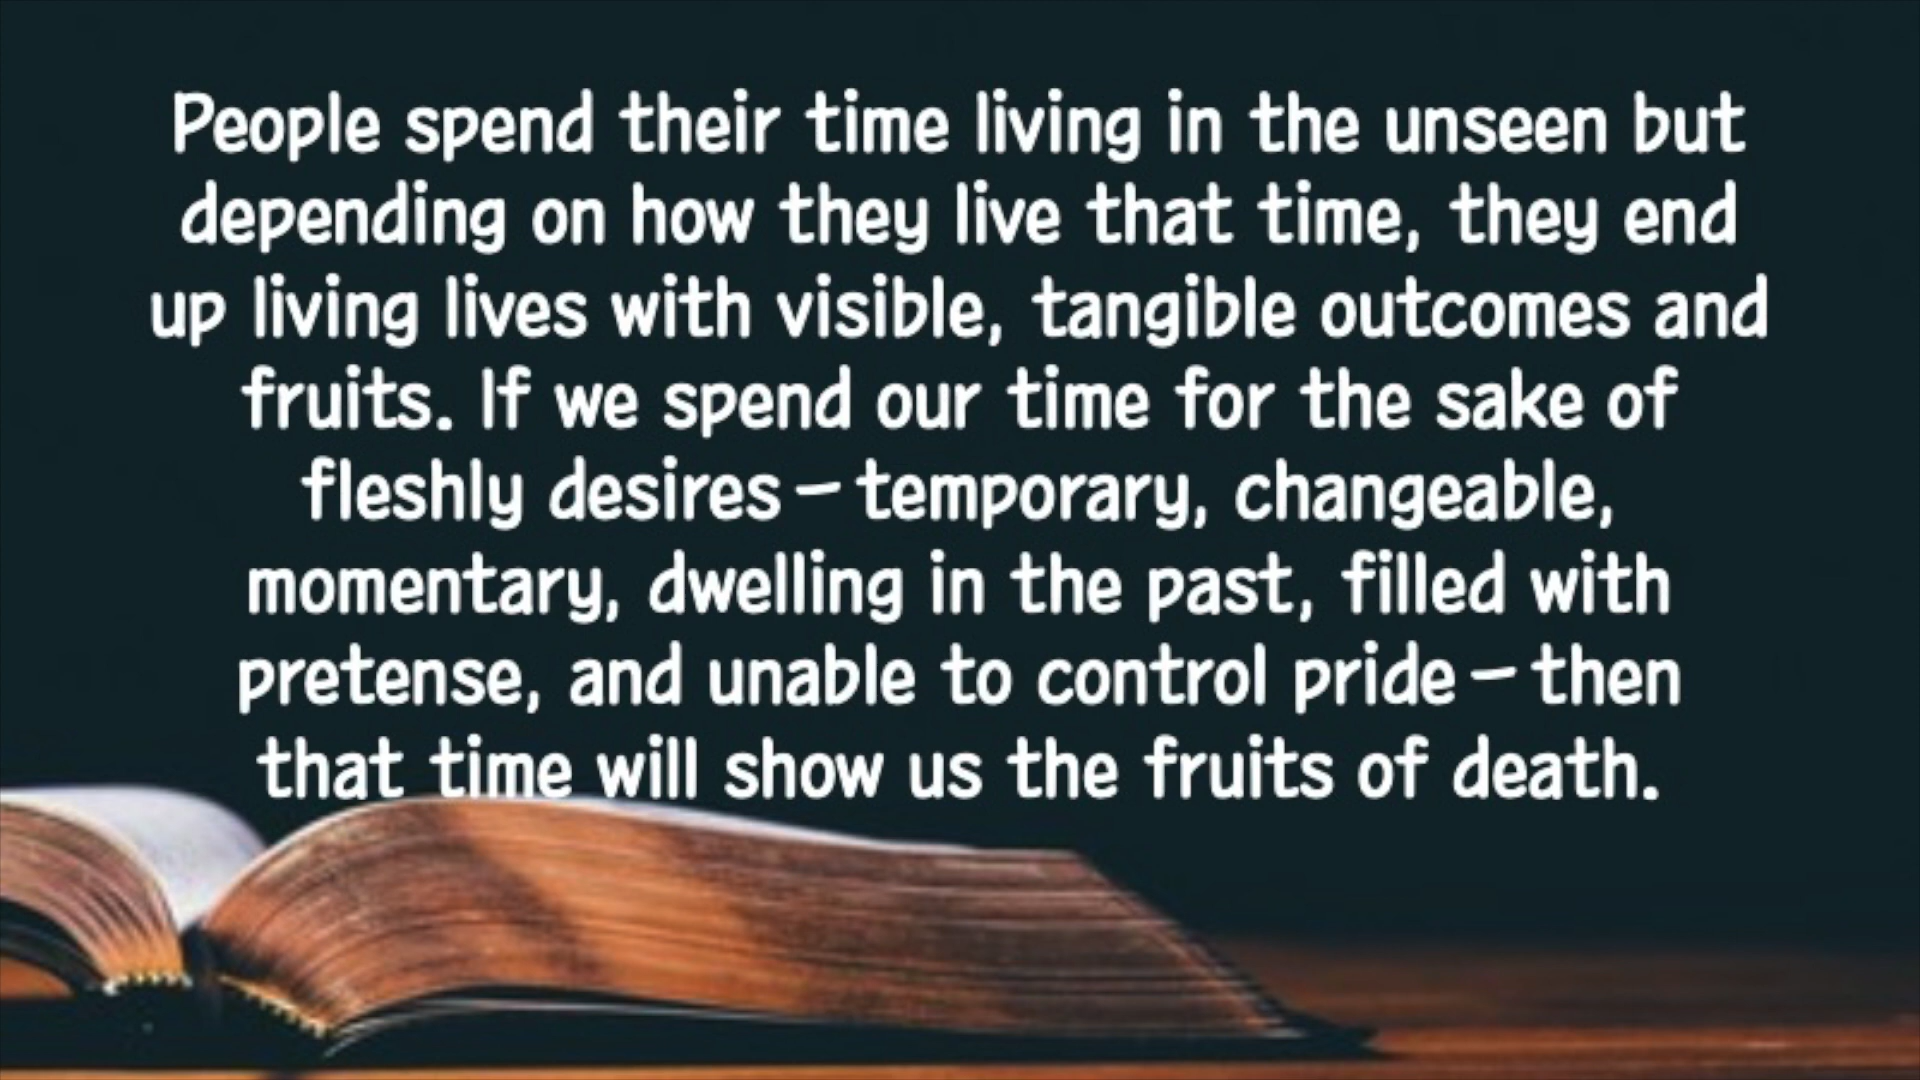 People spend their time living in the unseen but
depending on how they live that time, they end
up living lives with visible, tangible outcomes and
fruits. If we spend our time for the sake of
fleshly desires – temporary, changeable,
momentary, dwelling in the past, filled with
pretense, and unable to control pride – then
that time will show us the fruits of death.